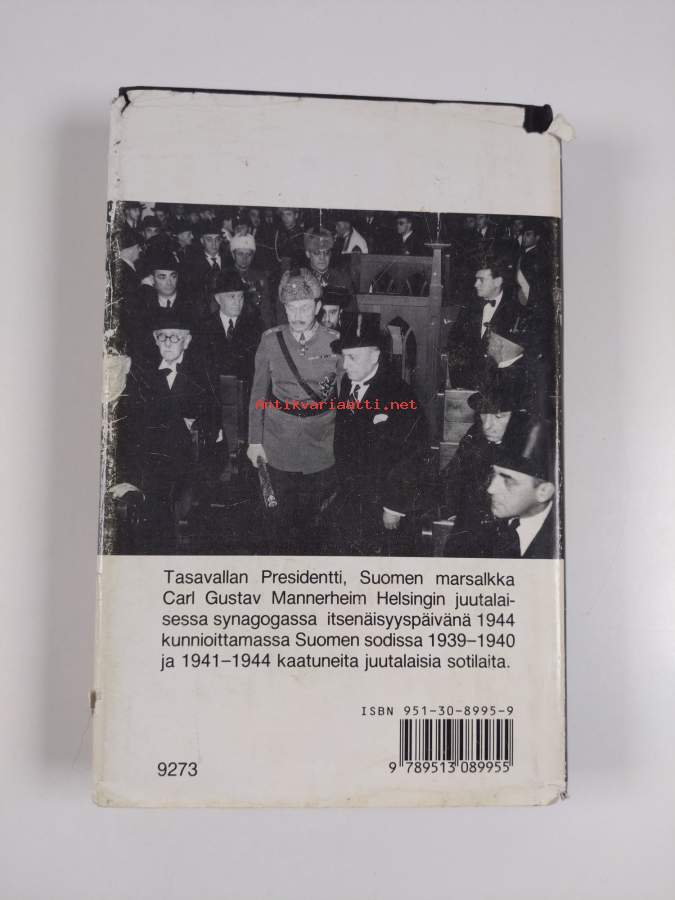 antikvariaatti.net
Tasavallan Presidentti, Suomen marsalkka
Carl Gustav Mannerheim Helsingin juutalai-
sessa synagogassa itsenäisyyspäivänä 1944
kunnioittamassa Suomen sodissa 1939–1940
ja 1941–1944 kaatuneita juutalaisia sotilaita.
ISBN 951-30-8995-9
9 789513 089955
9273